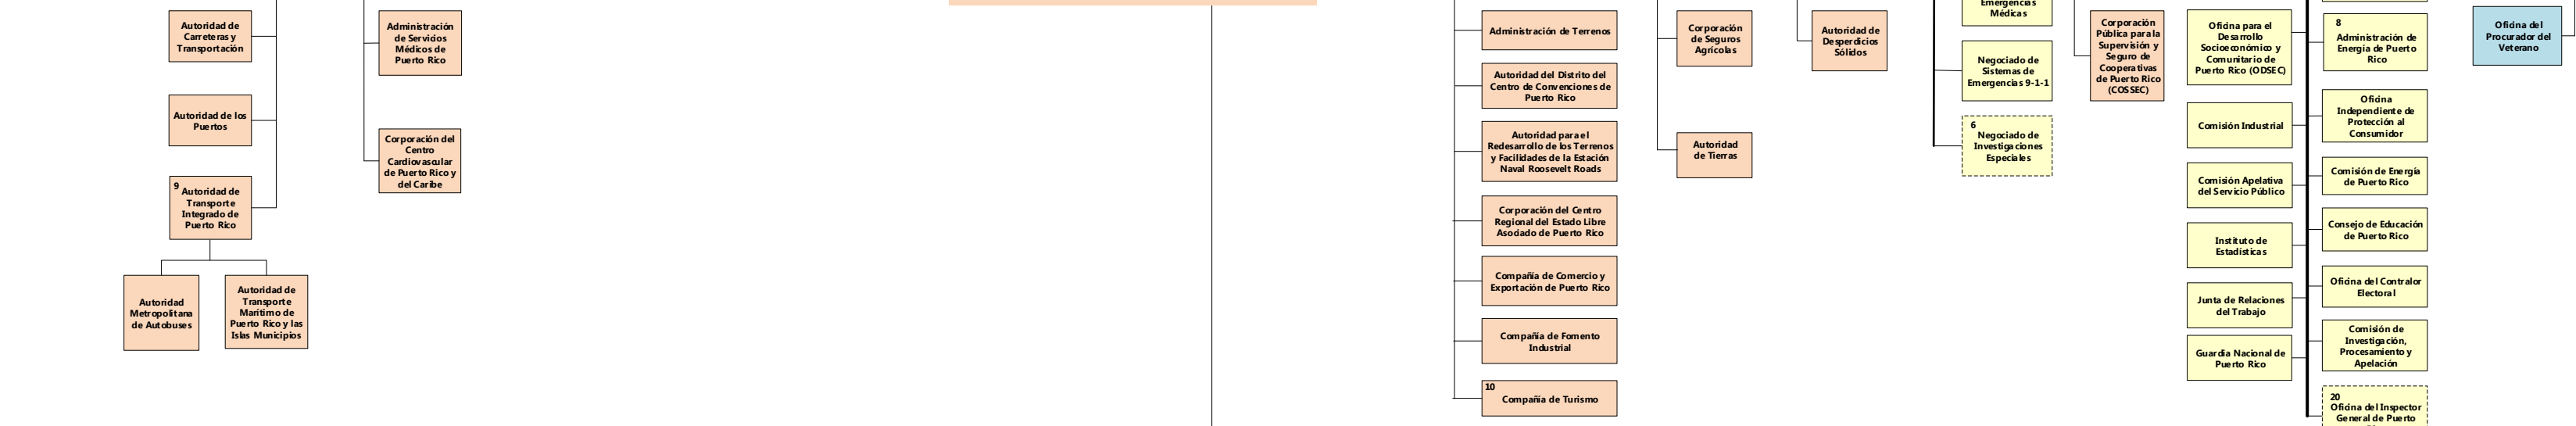 Autoridad de
Carreteras y
Transportación
Autoridad de los
Puertos
9
Autoridad de
Transporte
Integrado de
Puerto Rico
Autoridad
Metropolitana
de Autobuses
Autoridad de
Transporte
Marítimo de
Puerto Rico y las
Islas Municipios
Administración
de Servicios
Médicos de
Puerto Rico
Corporación del
Centro
Cardiovascular
de Puerto Rico y
del Caribe
Administración de Terrenos
Autoridad del Distrito del
Centro de Convenciones de
Puerto Rico
Autoridad para el
Redesarrollo de los Terrenos
y Facilidades de la Estación
Naval Roosevelt Roads
Corporación del Centro
Regional del Estado Libre
Asociado de Puerto Rico
Compañía de Comercio y
Exportación de Puerto Rico
Compañía de Fomento
Industrial
10
Compañía de Turismo
Corporación
de Seguros
Agrícolas
Autoridad
de Tierras
Autoridad de
Desperdicios
Sólidos
Emergencias
Médicas
Negociado de
Sistemas de
Emergencias 9-1-1
6
Negociado de
Investigaciones
Especiales
Corporación
Pública para la
Supervisión y
Seguro de
Cooperativas
de Puerto Rico
(COSSEC)
Oficina para el
Desarrollo
Socioeconómico y
Comunitario de
Puerto Rico (ODSEC)
Comisión Industrial
Comisión Apelativa
del Servicio Público
Instituto de
Estadísticas
Junta de Relaciones
del Trabajo
Guardia Nacional de
Puerto Rico
8
Administración de
Energía de Puerto
Rico
Oficina
Independiente de
Protección al
Consumidor
Comisión de Energía
de Puerto Rico
Consejo de Educación
de Puerto Rico
Oficina del Contralor
Electoral
Comisión de
Investigación,
Procesamiento y
Apelación
20
Oficina del Inspector
General de Puerto
Oficina del
Procurador del
Veterano